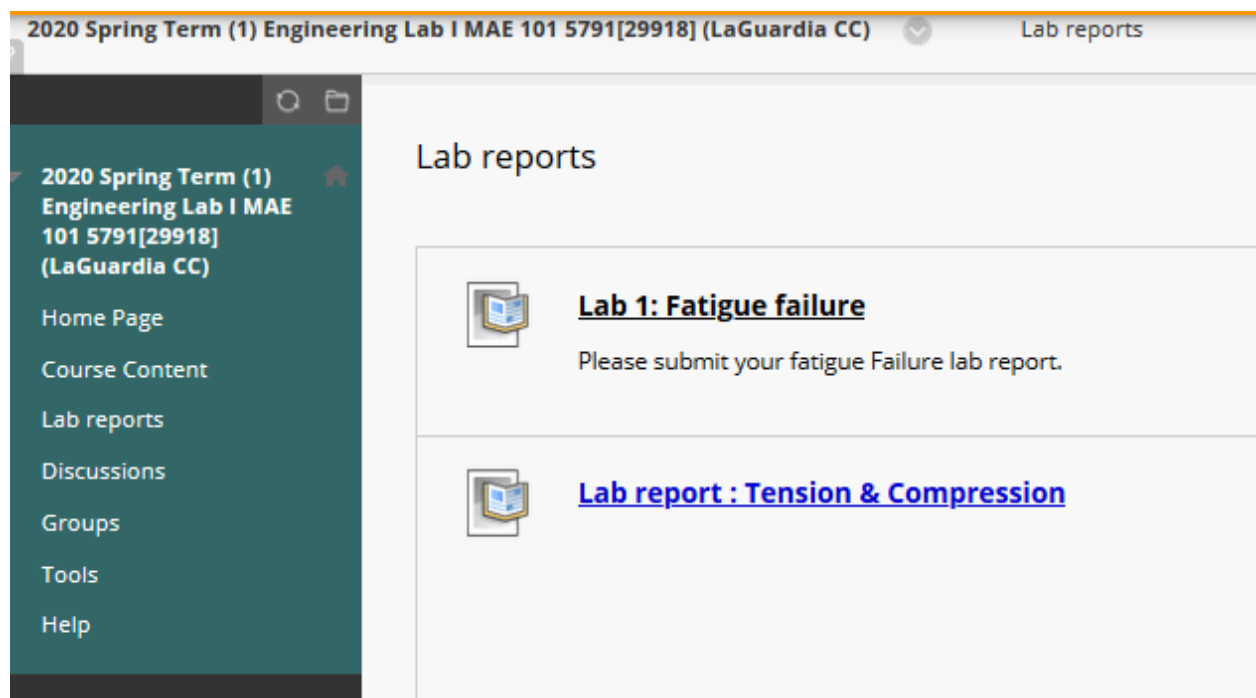 2020 Spring Term (1) Engineering Lab I MAE 101 5791[29918] (LaGuardia CC) Lab reports
2020 Spring Term (1)
Engineering Lab I MAE
101 5791[29918]
(LaGuardia CC)
Home Page
Course Content
Lab reports
Discussions
Groups
Tools
Help
Lab reports
Lab 1: Fatigue failure
Please submit your fatigue Failure lab report.
Lab report : Tension & Compression